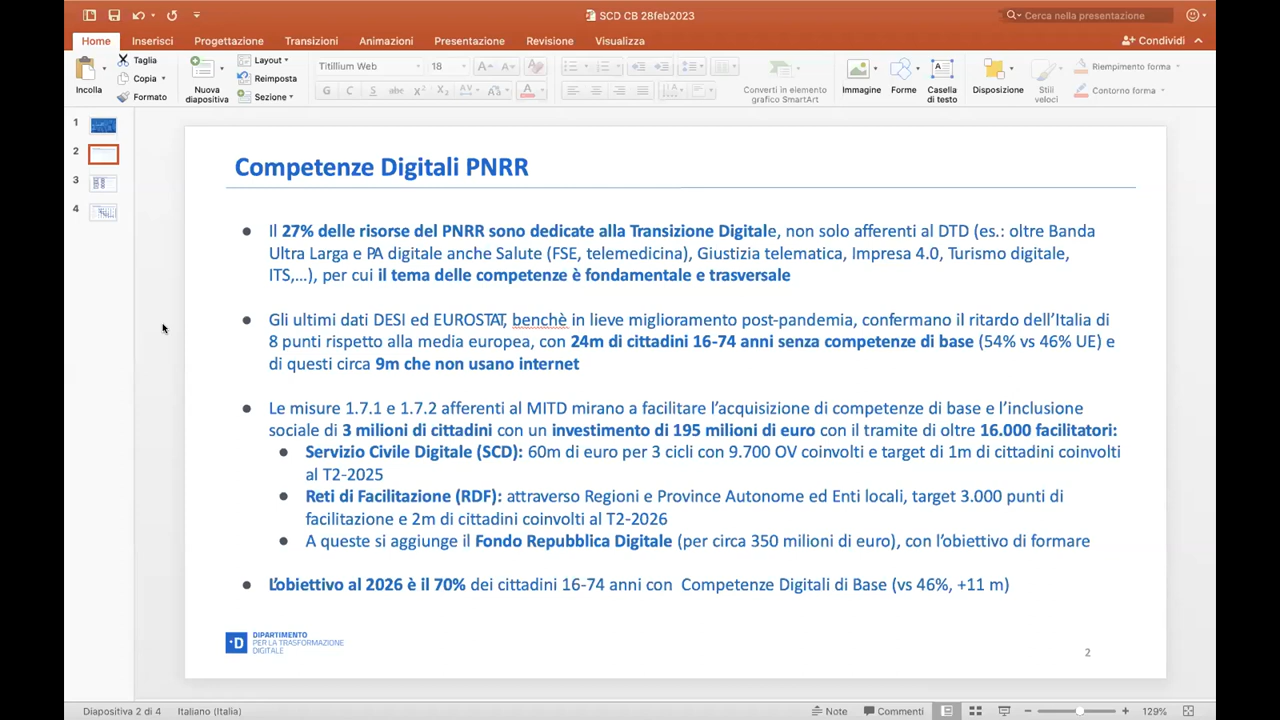 SCD CB 28feb2023
Cerca nella presentazione
Home Inserisci Progettazione Transizioni Animazioni Presentazione Revisione Visualizza
Condividi
Incolla
Taglia
Copia
Formato
Nuova
diapositiva
Layout
Reimposta
Sezione
Titillium Web 18
G C S abc X² X₂ AV Aa A
Converti in elemento
grafico SmartArt
Immagine
Forme
Casella
di testo
Disposizione
Stili
veloci
Riempimento forma
Contorno forma
1
2
3
4
Competenze Digitali PNRR
● Il 27% delle risorse del PNRR sono dedicate alla Transizione Digitale, non solo afferenti al DTD (es.: oltre Banda
Ultra Larga e PA digitale anche Salute (FSE, telemedicina), Giustizia telematica, Impresa 4.0, Turismo digitale,
ITS,...), per cui il tema delle competenze è fondamentale e trasversale
● Gli ultimi dati DESI ed EUROSTAT, benchè in lieve miglioramento post-pandemia, confermano il ritardo dell’Italia di
8 punti rispetto alla media europea, con 24m di cittadini 16-74 anni senza competenze di base (54% vs 46% UE) e
di questi circa 9m che non usano internet
● Le misure 1.7.1 e 1.7.2 afferenti al MITD mirano a facilitare l’acquisizione di competenze di base e l’inclusione
sociale di 3 milioni di cittadini con un investimento di 195 milioni di euro con il tramite di oltre 16.000 facilitatori:
● Servizio Civile Digitale (SCD): 60m di euro per 3 cicli con 9.700 OV coinvolti e target di 1m di cittadini coinvolti
al T2-2025
● Reti di Facilitazione (RDF): attraverso Regioni e Province Autonome ed Enti locali, target 3.000 punti di
facilitazione e 2m di cittadini coinvolti al T2-2026
● A queste si aggiunge il Fondo Repubblica Digitale (per circa 350 milioni di euro), con l’obiettivo di formare
● L’obiettivo al 2026 è il 70% dei cittadini 16-74 anni con Competenze Digitali di Base (vs 46%, +11 m)
DIPARTIMENTO
PER LA TRASFORMAZIONE
DIGITALE
2
Diapositiva 2 di 4 Italiano (Italia)
Note Commenti 129%